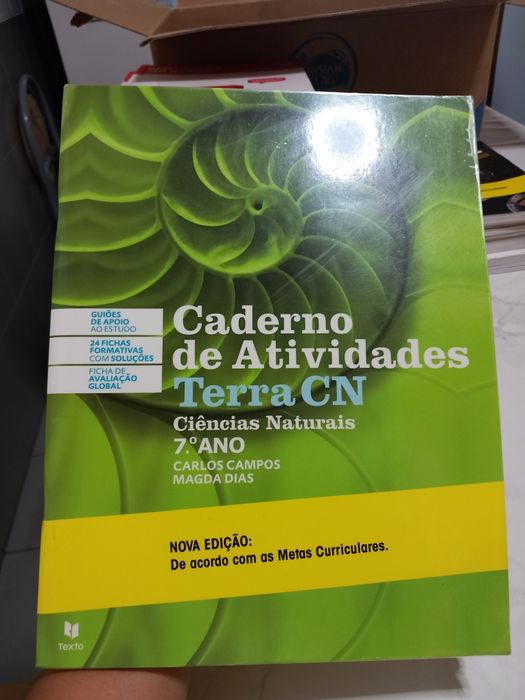 GUIÕES
DE APOIO
AO ESTUDO
24 FICHAS
FORMATIVAS
COM SOLUÇÕES
FICHA DE
AVALIAÇÃO
GLOBAL
Caderno
de Atividades
Terra CN
Ciências Naturais
7.º ANO
CARLOS CAMPOS
MAGDA DIAS
NOVA EDIÇÃO:
De acordo com as Metas Curriculares.
Texto